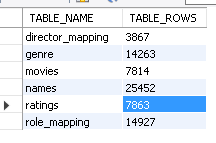 TABLE_NAME TABLE_ROWS
director_mapping 3867
genre 14263
movies 7814
names 25452
ratings 7863
role_mapping 14927